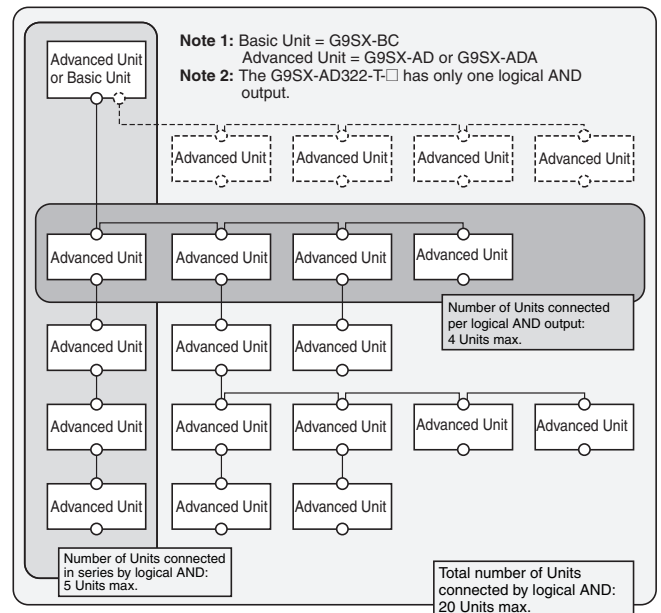 Advanced Unit
or Basic Unit
Note 1: Basic Unit = G9SX-BC
Advanced Unit = G9SX-AD or G9SX-ADA
Note 2: The G9SX-AD322-T-□ has only one logical AND
output.
Advanced Unit Advanced Unit Advanced Unit Advanced Unit
Advanced Unit Advanced Unit Advanced Unit Advanced Unit
Number of Units connected
per logical AND output:
4 Units max.
Advanced Unit Advanced Unit Advanced Unit
Advanced Unit Advanced Unit Advanced Unit Advanced Unit Advanced Unit
Advanced Unit Advanced Unit Advanced Unit
Number of Units connected
in series by logical AND:
5 Units max.
Total number of Units
connected by logical AND:
20 Units max.